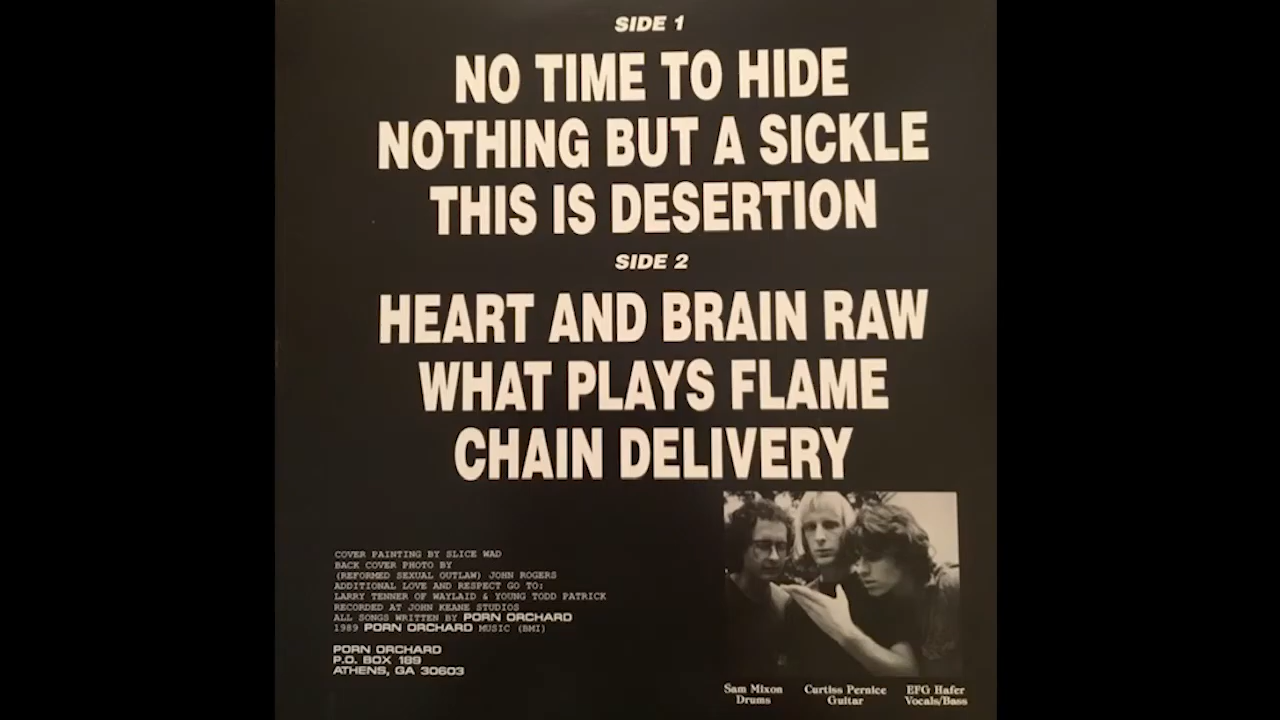 SIDE 1
NO TIME TO HIDE
NOTHING BUT A SICKLE
THIS IS DESERTION
SIDE 2
HEART AND BRAIN RAW
WHAT PLAYS FLAME
CHAIN DELIVERY
COVER PAINTING BY SLICE WAD
BACK COVER PHOTO BY
(REFORMED SEXUAL OUTLAW) JOHN ROGERS
ADDITIONAL LOVE AND RESPECT GO TO:
LARRY TENNER OF WAYLAID & YOUNG TODD PATRICK
RECORDED AT JOHN KEANE STUDIOS
ALL SONGS WRITTEN BY PORN ORCHARD
1989 PORN ORCHARD MUSIC (BMI)
PORN ORCHARD
P.O. BOX 189
ATHENS, GA 30603
Sam Mixon
Drums
Curtiss Pernice
Guitar
EFG Hafer
Vocals/Bass